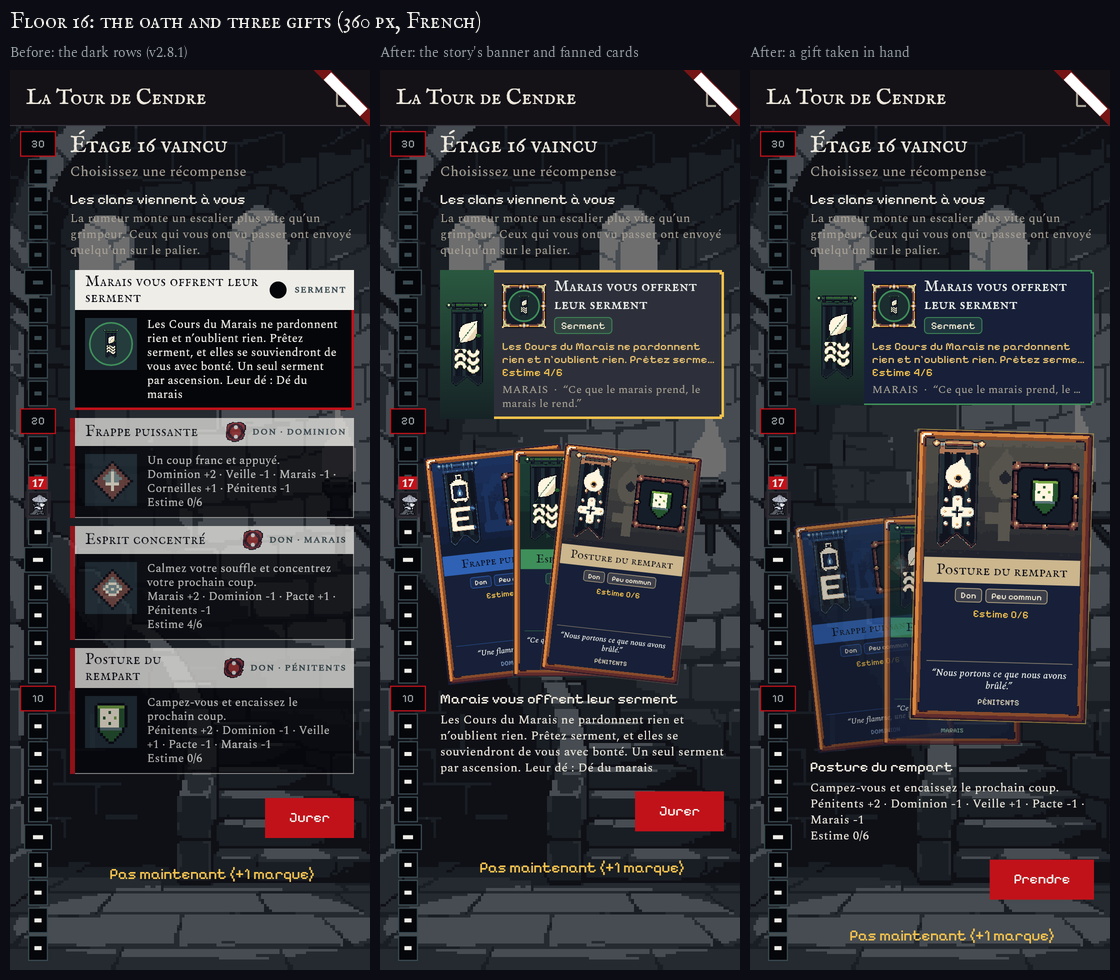 Floor 16: the oath and three gifts (360 px, French)
Before: the dark rows (v2.8.1)
La Tour de Cendre
30
Étage 16 vaincu
Choisissez une récompense
Les clans viennent à vous
La rumeur monte un escalier plus vite qu'un
grimpeur. Ceux qui vous ont vu passer ont envoyé
quelqu'un sur le palier.
Marais vous offrent leur
serment
SERMENT
Les Cours du Marais ne pardonnent
rien et n'oublient rien. Prêtez
serment, et elles se souviendront de
vous avec bonté. Un seul serment
par ascension. Leur dé : Dé du
marais
20
Frappe puissante
DON · DOMINION
Un coup franc et appuyé.
Dominion +2 · Veille -1 · Marais -1 ·
Corneilles +1 · Pénitents -1
Estime 0/6
17
Esprit concentré
DON · MARAIS
Calmez votre souffle et concentrez
votre prochain coup.
Marais +2 · Dominion -1 · Pacte +1 ·
Pénitents -1
Estime 4/6
Posture du
rempart
DON · PÉNITENTS
10
Campez-vous et encaissez le
prochain coup.
Pénitents +2 · Dominion -1 · Veille
+1 · Pacte -1 · Marais -1
Estime 0/6
Jurer
Pas maintenant (+1 marque)
After: the story's banner and fanned cards
La Tour de Cendre
30
Étage 16 vaincu
Choisissez une récompense
Les clans viennent à vous
La rumeur monte un escalier plus vite qu'un
grimpeur. Ceux qui vous ont vu passer ont envoyé
quelqu'un sur le palier.
Marais vous offrent
leur serment
Serment
Les Cours du Marais ne pardonnent
rien et n'oublient rien. Prêtez serme...
Estime 4/6
MARAIS · “Ce que le marais prend, le
marais le rend.”
20
17
E
Frappe pu
Don
Peu
Estime
“Une flam
DOM
Es
“Ce q
Posture du rempart
Don
Peu commun
Estime 0/6
“Nous portons ce que nous avons
brûlé.”
PÉNITENTS
10
Marais vous offrent leur serment
Les Cours du Marais ne pardonnent rien et
n'oublient rien. Prêtez serment, et elles se
souviendront de vous avec bonté. Un seul serment
par ascension. Leur dé : Dé du marais
Jurer
Pas maintenant (+1 marque)
After: a gift taken in hand
La Tour de Cendre
30
Étage 16 vaincu
Choisissez une récompense
Les clans viennent à vous
La rumeur monte un escalier plus vite qu'un
grimpeur. Ceux qui vous ont vu passer ont envoyé
quelqu'un sur le palier.
Marais vous offrent
leur serment
Serment
Les Cours du Marais ne pardonnent
rien et n'oublient rien. Prêtez serme...
Estime 4/6
MARAIS · “Ce que le marais prend, le ...
20
17
E
Frappe pu
Don
Estime
“Une flamm
DOM
“Ce
MARAIS
Posture du rempart
Don
Peu commun
Estime 0/6
“Nous portons ce que nous avons
brûlé.”
PÉNITENTS
10
Posture du rempart
Campez-vous et encaissez le prochain coup.
Pénitents +2 · Dominion -1 · Veille +1 · Pacte -1 ·
Marais -1
Estime 0/6
Prendre
Pas maintenant (+1 marque)